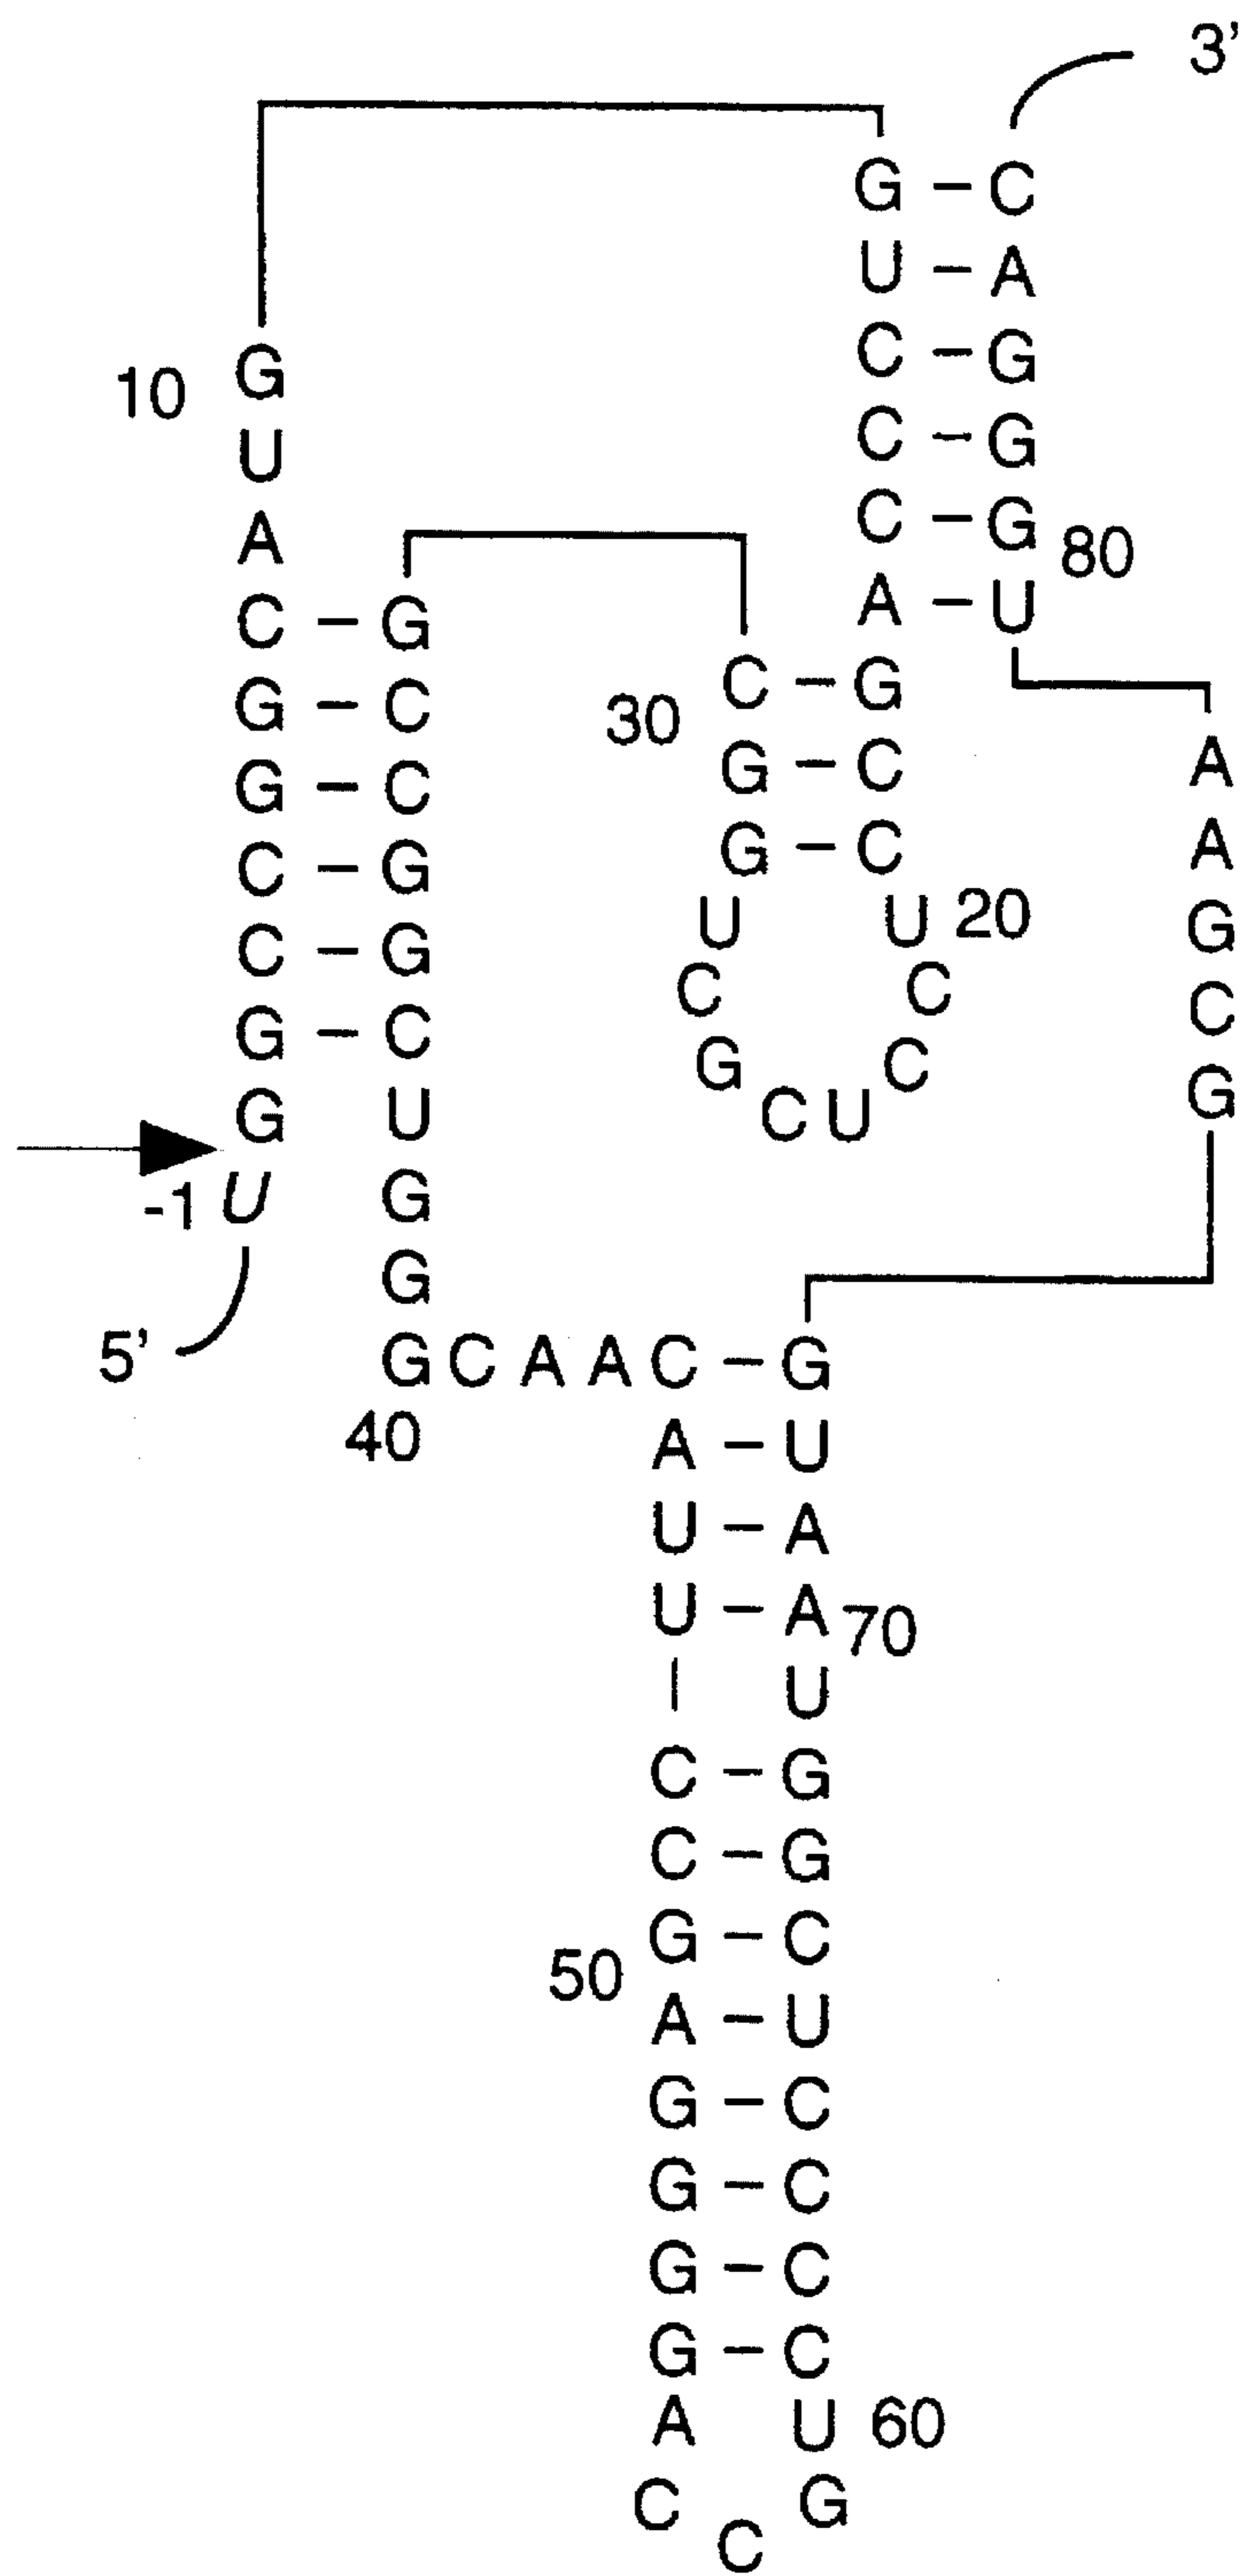 3'
G – C
U – A
C – G
10 G
U
C – G
A
C – G 80
C – G
A – U
G – C
30 C – G
A
G – C
G – C
A
C – G
G – C
U U 20
G
C – G
C C
C
G – C
G C
G
G U
C U
-1 U
G
5'
G
G C A A C – G
40
A – U
U – A
U – A 70
U
C – G
C – G
G – C
50
A – U
G – C
G – C
G – C
G – C
A U 60
C G
C